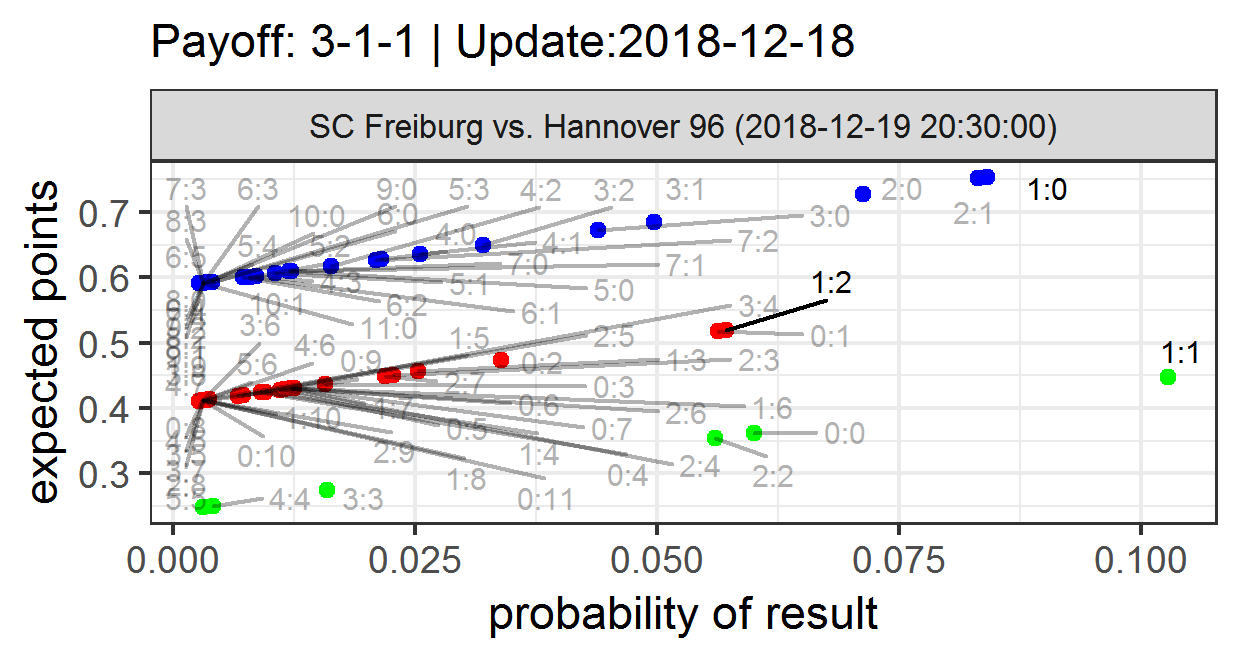 Payoff: 3-1-1 | Update:2018-12-18
SC Freiburg vs. Hannover 96 (2018-12-19 20:30:00)
expected points
0.7
0.6
0.5
0.4
0.3
7:3 6:3 9:0 5:3 4:2 3:2 3:1 2:0 1:0
8:3 10:0 6:0 3:0 2:1
5:4 5:2 4:0 4:1 7:2
4:3 7:0 7:1
10:1 6:2 5:1 5:0 1:2
3:6 11:0 6:1 3:4 0:1
4:6 1:5 2:5 1:1
5:6 0:9 0:2 1:3 2:3
2:7 0:3
1:10 4:7 0:6 2:6 1:6
0:5 0:7 0:0
0:10 2:9 1:4
1:8 0:4 2:4 2:2
4:4 3:3 0:11
0.000 0.025 0.050 0.075 0.100
probability of result